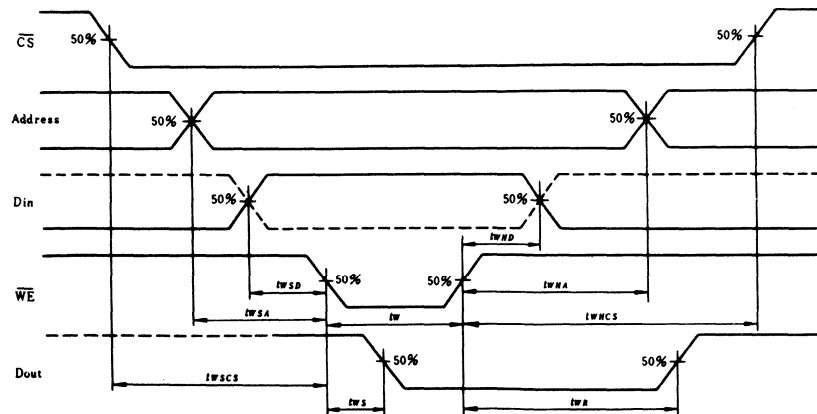 50%
50%
CS
50%
50%
Address
50%
50%
Din
tWHD
50%
50%
WE
tWSD
tWHA
tWSA
tW
tWHCS
50%
50%
Dout
tWSCS
tWS
tWR